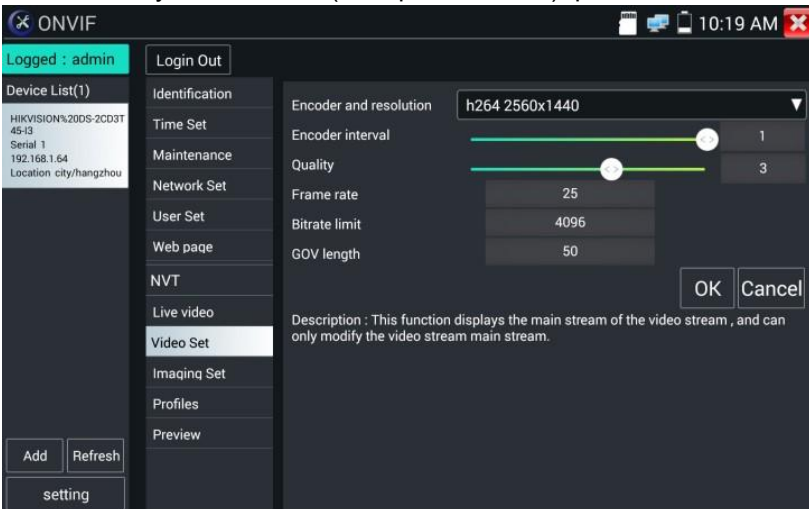 ONVIF
10:19 AM
Logged : admin
Login Out
Device List(1)
HIKVISION%20DS-2CD3T
45-I3
Serial 1
192.168.1.64
Location city/hangzhou
Add
Refresh
setting
Identification
Time Set
Maintenance
Network Set
User Set
Web page
NVT
Live video
Video Set
Imaging Set
Profiles
Preview
Encoder and resolution
h264 2560x1440
Encoder interval
1
Quality
3
Frame rate
25
Bitrate limit
4096
GOV length
50
OK
Cancel
Description : This function displays the main stream of the video stream , and can
only modify the video stream main stream.